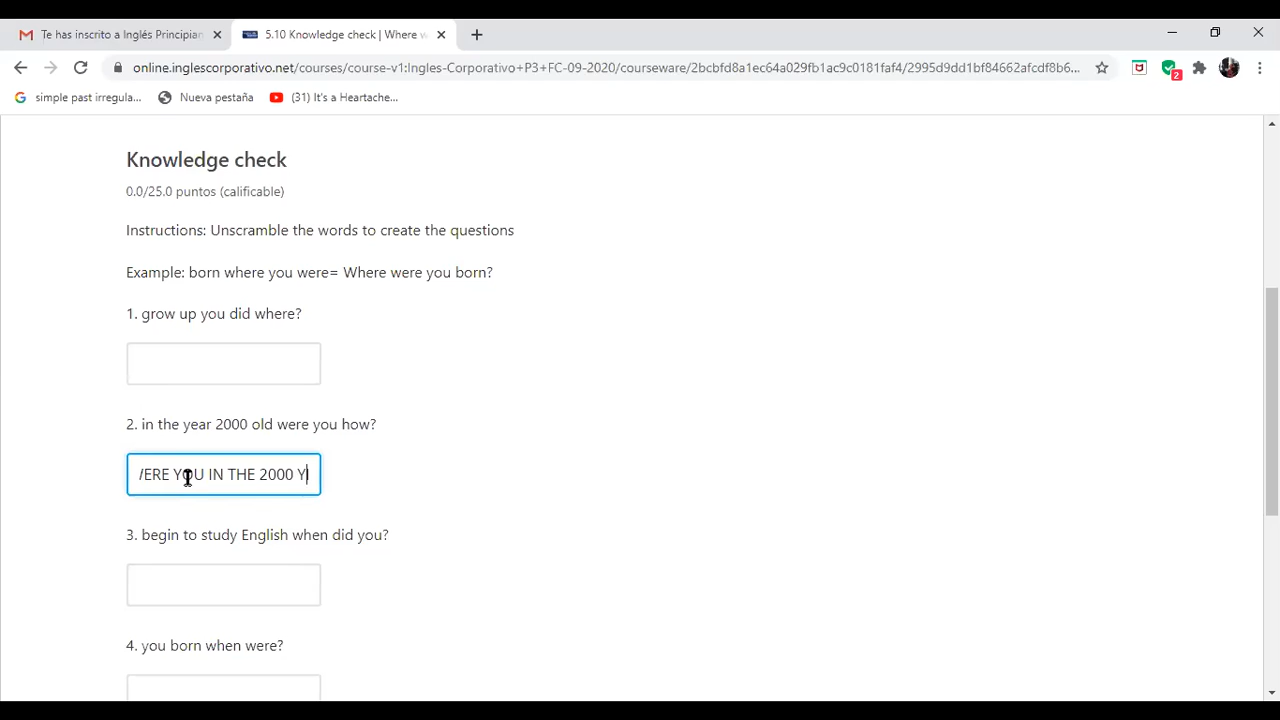 Te has inscrito a Inglés Principian
5.10 Knowledge check | Where w
online.inglescorporativo.net/courses/course-v1:Ingles-Corporativo+P3+FC-09-2020/courseware/2bcbfd8a1ec64a029fb1ac9c0181faf4/2995d9dd1bf84662afcdf8b6...
2
simple past irregula...
Nueva pestaña
(31) It's a Heartache...
Knowledge check
0.0/25.0 puntos (calificable)
Instructions: Unscramble the words to create the questions
Example: born where you were= Where were you born?
1. grow up you did where?
2. in the year 2000 old were you how?
ERE YOU IN THE 2000 Y
3. begin to study English when did you?
4. you born when were?